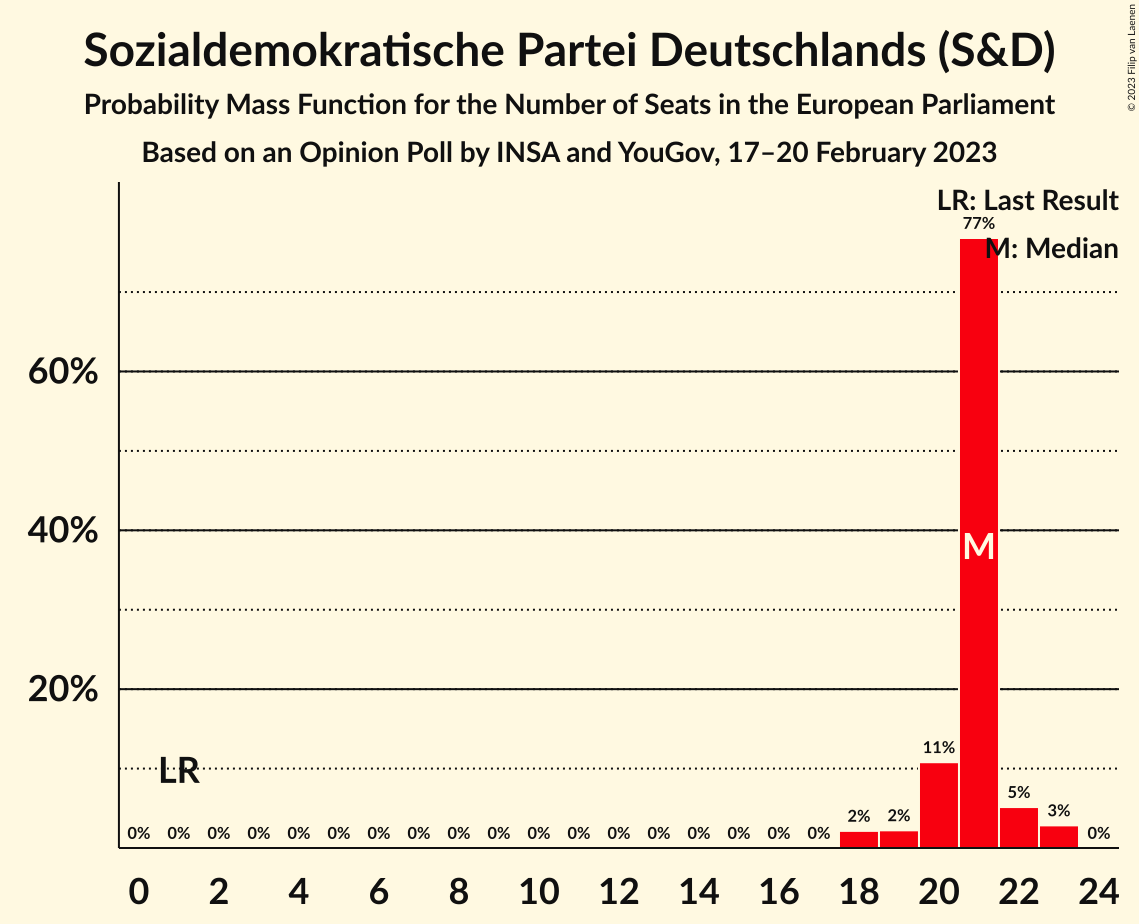 Sozialdemokratische Partei Deutschlands (S&D)
Probability Mass Function for the Number of Seats in the European Parliament
Based on an Opinion Poll by INSA and YouGov, 17–20 February 2023
© 2023 Filip van Laenen
LR: Last Result
77%
M: Median
60%
40%
M
20%
11%
LR
5%
3%
2% 2%
0% 0% 0% 0% 0% 0% 0% 0% 0% 0% 0% 0% 0% 0% 0% 0% 0% 0% 0%
0 2 4 6 8 10 12 14 16 18 20 22 24